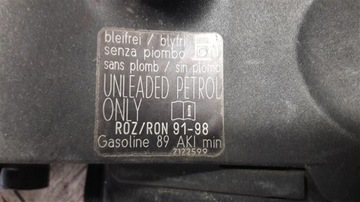 bleifrei / blyfri
senza piombo
sans plomb / sin plomo
UNLEADED PETROL
ONLY
ROZ/RON 91-98
Gasoline 89 AKI min
2122599